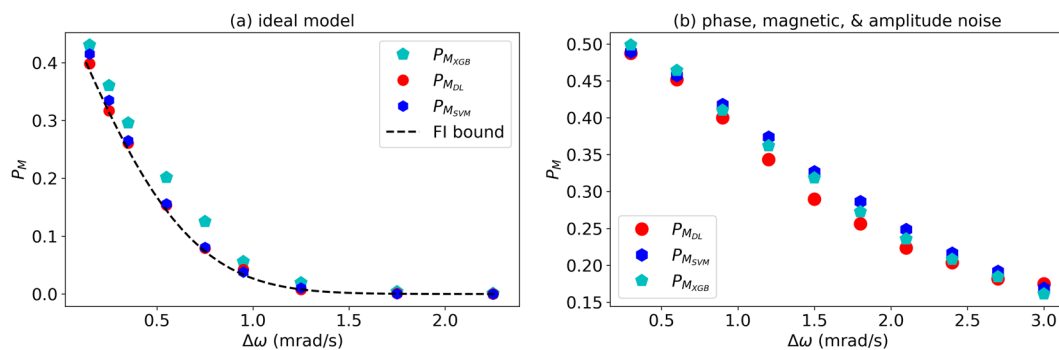 (a) ideal model
P_M
0.4
0.3
0.2
0.1
0.0
P_{M_{XGB}}
P_{M_{DL}}
P_{M_{SVM}}
FI bound
0.5
1.0
1.5
2.0
Δω (mrad/s)
(b) phase, magnetic, & amplitude noise
P_M
0.50
0.45
0.40
0.35
0.30
0.25
0.20
0.15
P_{M_{DL}}
P_{M_{SVM}}
P_{M_{XGB}}
0.5
1.0
1.5
2.0
2.5
3.0
Δω (mrad/s)